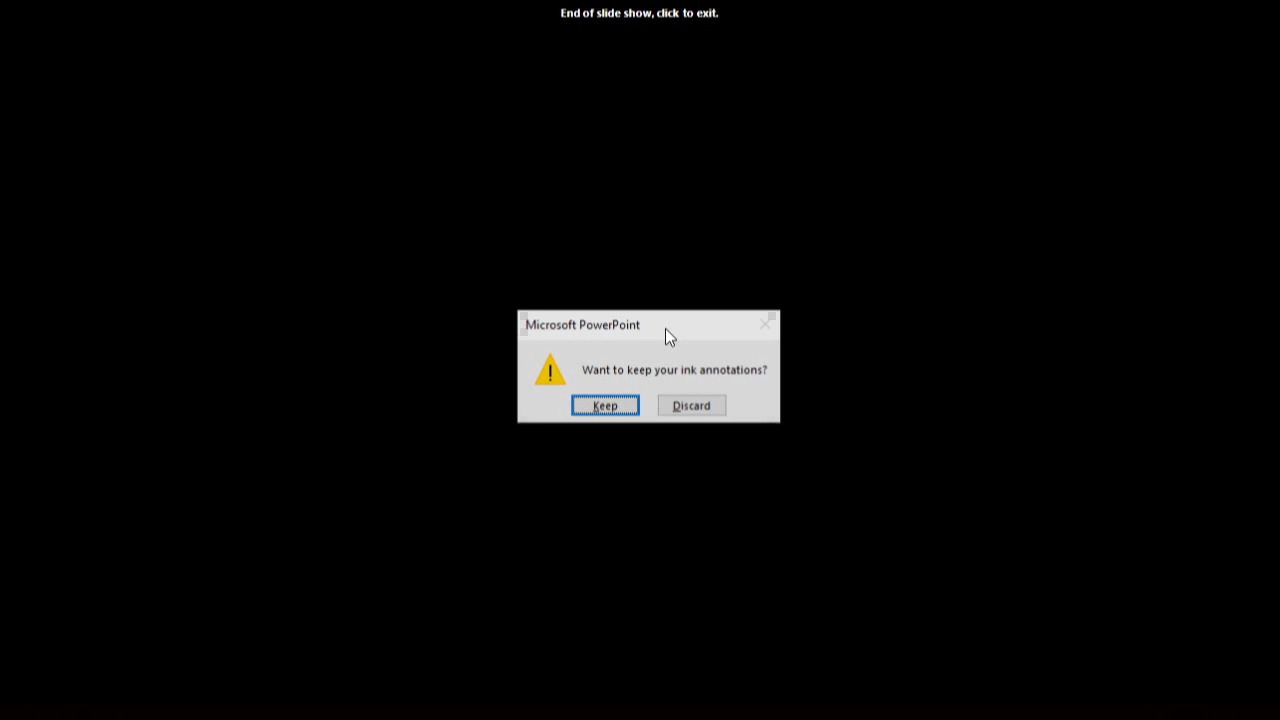 End of slide show, click to exit.
Microsoft PowerPoint
Want to keep your ink annotations?
Keep
Discard